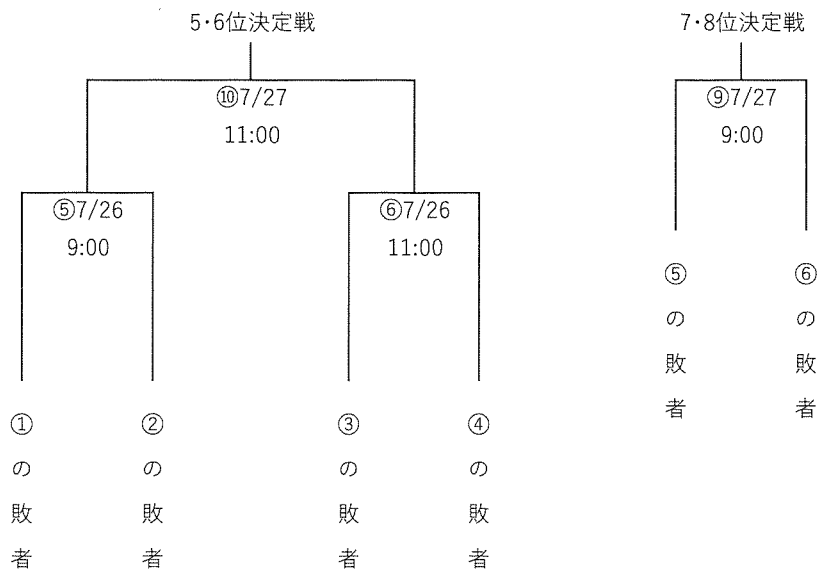 5・6位決定戦
⑩7/27
11:00
⑤7/26
9:00
⑥7/26
11:00
①の敗者
②の敗者
③の敗者
④の敗者
7・8位決定戦
⑨7/27
9:00
⑤の敗者
⑥の敗者